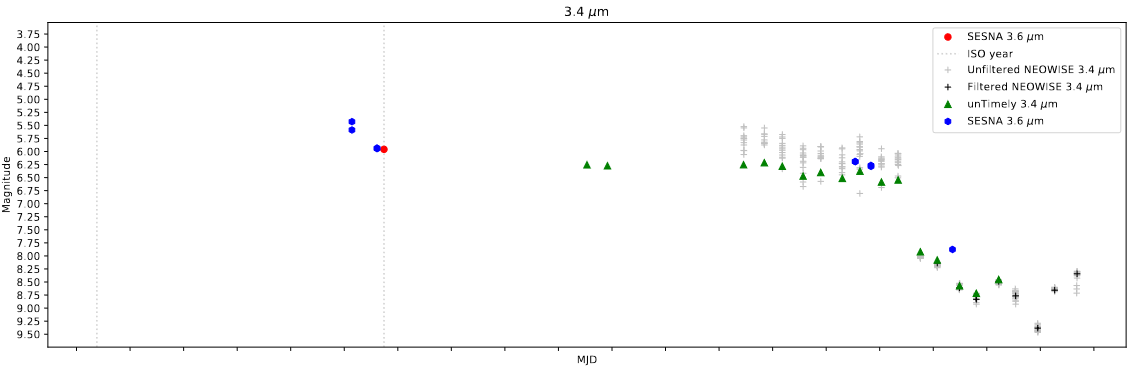 3.4 μm
Magnitude
3.75
4.00
4.25
4.50
4.75
5.00
5.25
5.50
5.75
6.00
6.25
6.50
6.75
7.00
7.25
7.50
7.75
8.00
8.25
8.50
8.75
9.00
9.25
9.50
SESNA 3.6 μm
ISO year
Unfiltered NEOWISE 3.4 μm
Filtered NEOWISE 3.4 μm
unTimely 3.4 μm
SESNA 3.6 μm
MJD